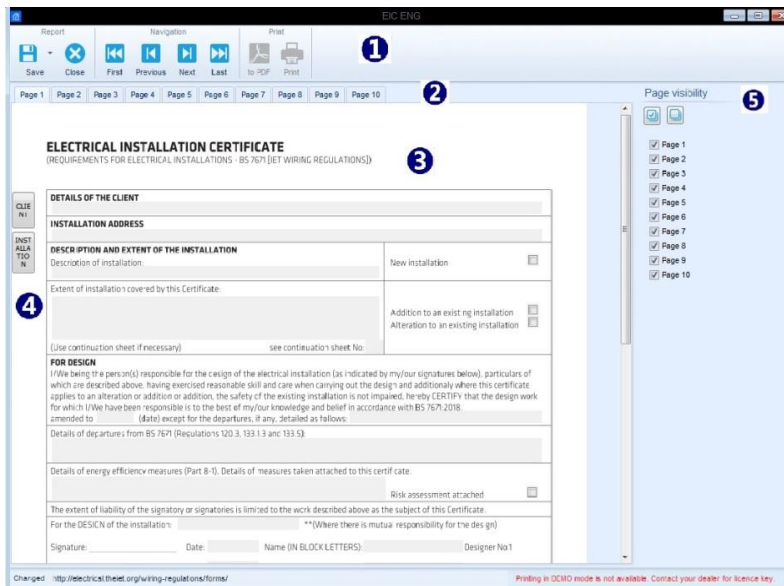 EIC ENG
Report Navigation Print
Save Close First Previous Next Last to PDF Print
1
Page 1 Page 2 Page 3 Page 4 Page 5 Page 6 Page 7 Page 8 Page 9 Page 10
2
Page visibility
5
ELECTRICAL INSTALLATION CERTIFICATE
(REQUIREMENTS FOR ELECTRICAL INSTALLATIONS - BS 7671 [IET WIRING REGULATIONS])
3
Page 1
Page 2
Page 3
Page 4
Page 5
Page 6
Page 7
Page 8
Page 9
Page 10
CLIE
NT
INST
ALLA
TIO
N
4
DETAILS OF THE CLIENT
INSTALLATION ADDRESS
DESCRIPTION AND EXTENT OF THE INSTALLATION
Description of installation:
New installation
Extent of installation covered by this Certificate:
Addition to an existing installation
Alteration to an existing installation
(Use continuation sheet if necessary) see continuation sheet No:
FOR DESIGN
I/We being the person(s) responsible for the design of the electrical installation (as indicated by my/our signatures below), particulars of
which are described above, having exercised reasonable skill and care when carrying out the design and additionaly where this certificate
applies to an alteration or addition or addition, the safety of the existing installation is not impaired, hereby CERTIFY that the design work
for which I/We have been responsible is to the best of my/our knowledge and belief in accordance with BS 7671:2018,
amended to (date) except for the departures, if any, detailed as follows:
Details of departures from BS 7671 (Regulations 120.3, 133.1.3 and 133.5):
Details of energy efficiency measures (Part 8-1), Details of measures taken attached to this certificate.
Risk assessment attached
The extent of liability of the signatory or signatories is limited to the work described above as the subject of this Certificate.
For the DESIGN of the installation: **(Where there is mutual responsibility for the design)
Signature: Date: Name (IN BLOCK LETTERS): Designer No 1
Changed http://electrical.theiet.org/wiring-regulations/forms/ Printing in DEMO mode is not available. Contact your dealer for licence key.